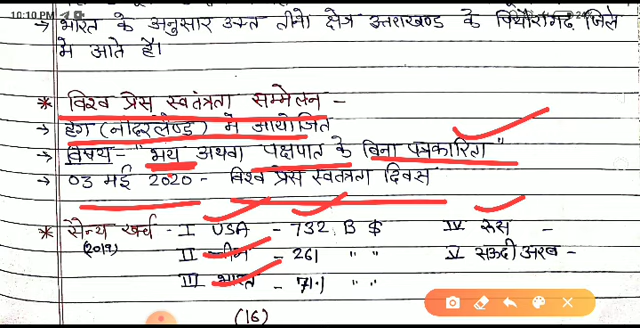 10:10 PM
→ भारत के अनुसार उक्त तीनो क्षेत्र उत्तराखण्ड के पिथौरागढ़ जिले
मे आते है।
* विश्व प्रेस स्वतंत्रता सम्मेलन –
→ हेग (नीदरलैण्ड) मे आयोजित
→ विषय – "भय अथवा पक्षपात के बिना पत्रकारिता"
→ 03 मई 2020 – विश्व प्रेस स्वतंत्रता दिवस
* सैन्य खर्च – I USA – 732 B $ IV रूस –
(2019) II चीन – 261 " " V सऊदी अरब –
III भारत – 71.1 " "
(16)